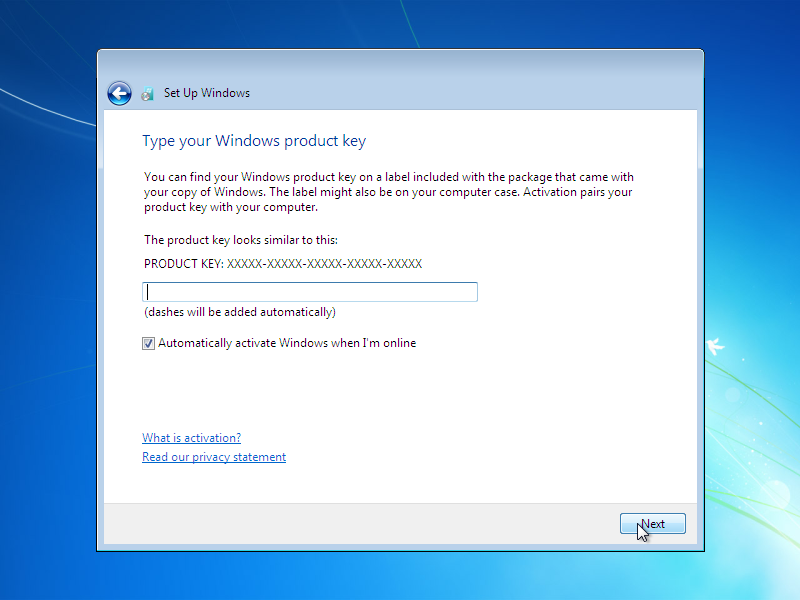 Set Up Windows
Type your Windows product key
You can find your Windows product key on a label included with the package that came with
your copy of Windows. The label might also be on your computer case. Activation pairs your
product key with your computer.
The product key looks similar to this:
PRODUCT KEY: XXXXX-XXXXX-XXXXX-XXXXX-XXXXX
(dashes will be added automatically)
Automatically activate Windows when I'm online
What is activation?
Read our privacy statement
Next